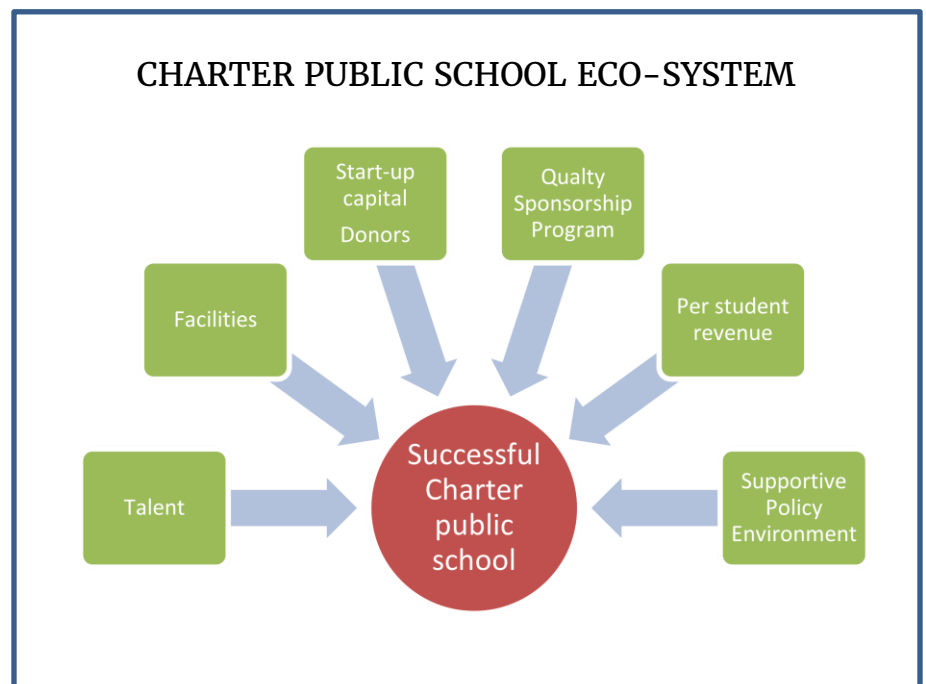 CHARTER PUBLIC SCHOOL ECO-SYSTEM
Start-up
capital
Donors
Qualty
Sponsorship
Program
Facilities
Per student
revenue
Talent
Successful
Charter
public
school
Supportive
Policy
Environment